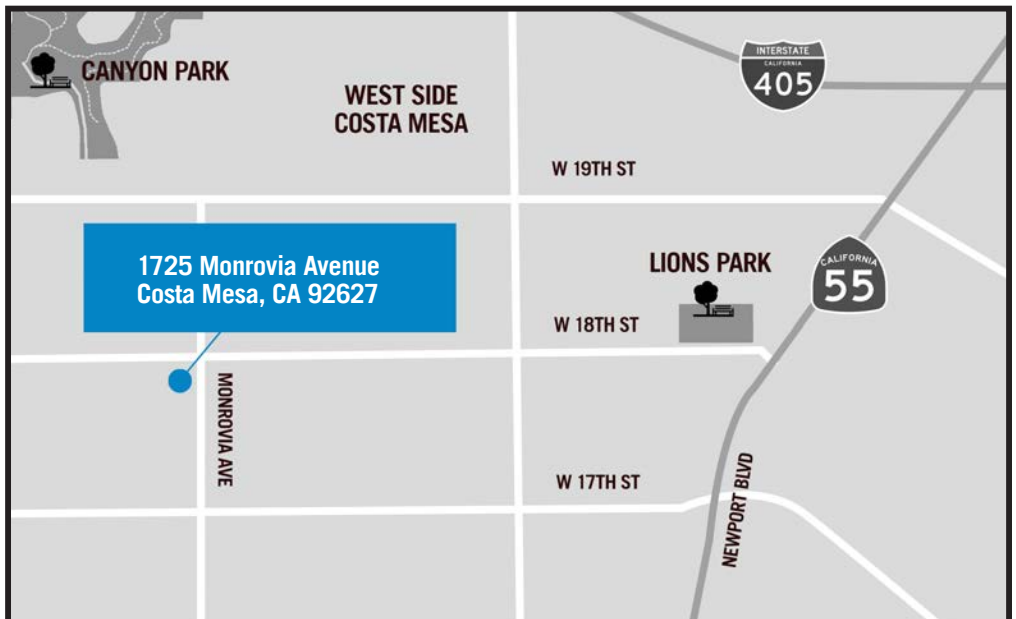 CANYON PARK
WEST SIDE
COSTA MESA
INTERSTATE
CALIFORNIA
405
W 19TH ST
1725 Monrovia Avenue
Costa Mesa, CA 92627
LIONS PARK
CALIFORNIA
55
W 18TH ST
MONROVIA AVE
W 17TH ST
NEWPORT BLVD